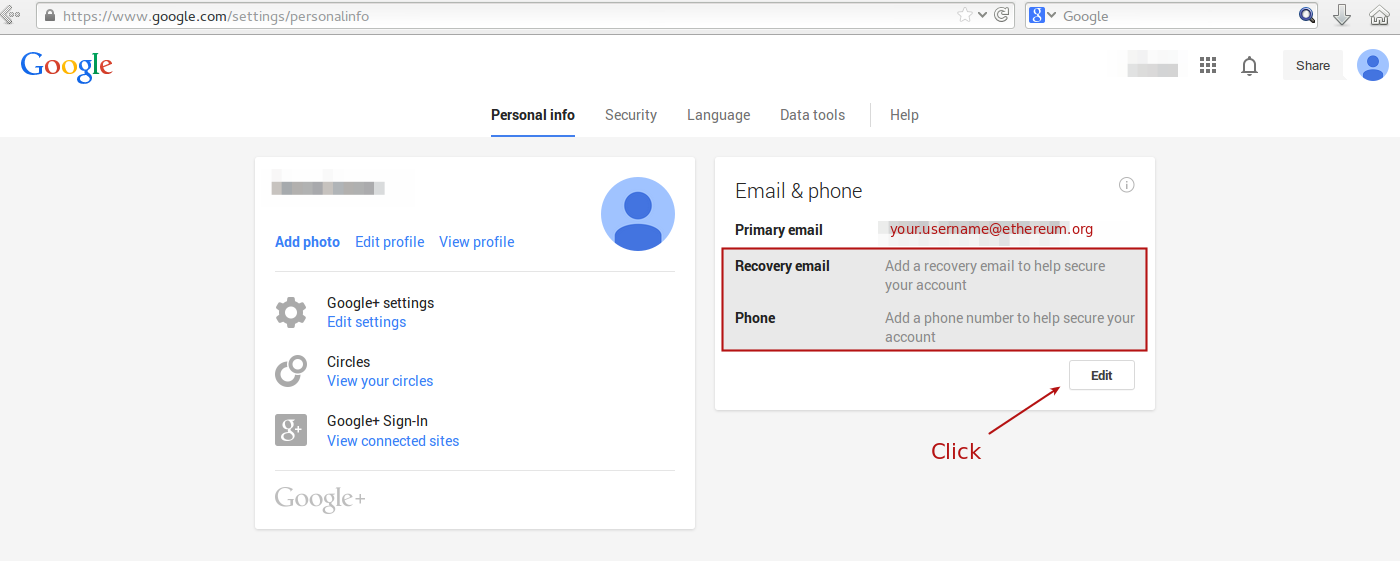 https://www.google.com/settings/personalinfo
Google
Google
Share
Personal info
Security
Language
Data tools
Help
Add photo
Edit profile
View profile
Google+ settings
Edit settings
Circles
View your circles
g+
Google+ Sign-In
View connected sites
Google+
Email & phone
Primary email
your.username@ethereum.org
Recovery email
Add a recovery email to help secure
your account
Phone
Add a phone number to help secure your
account
Edit
Click